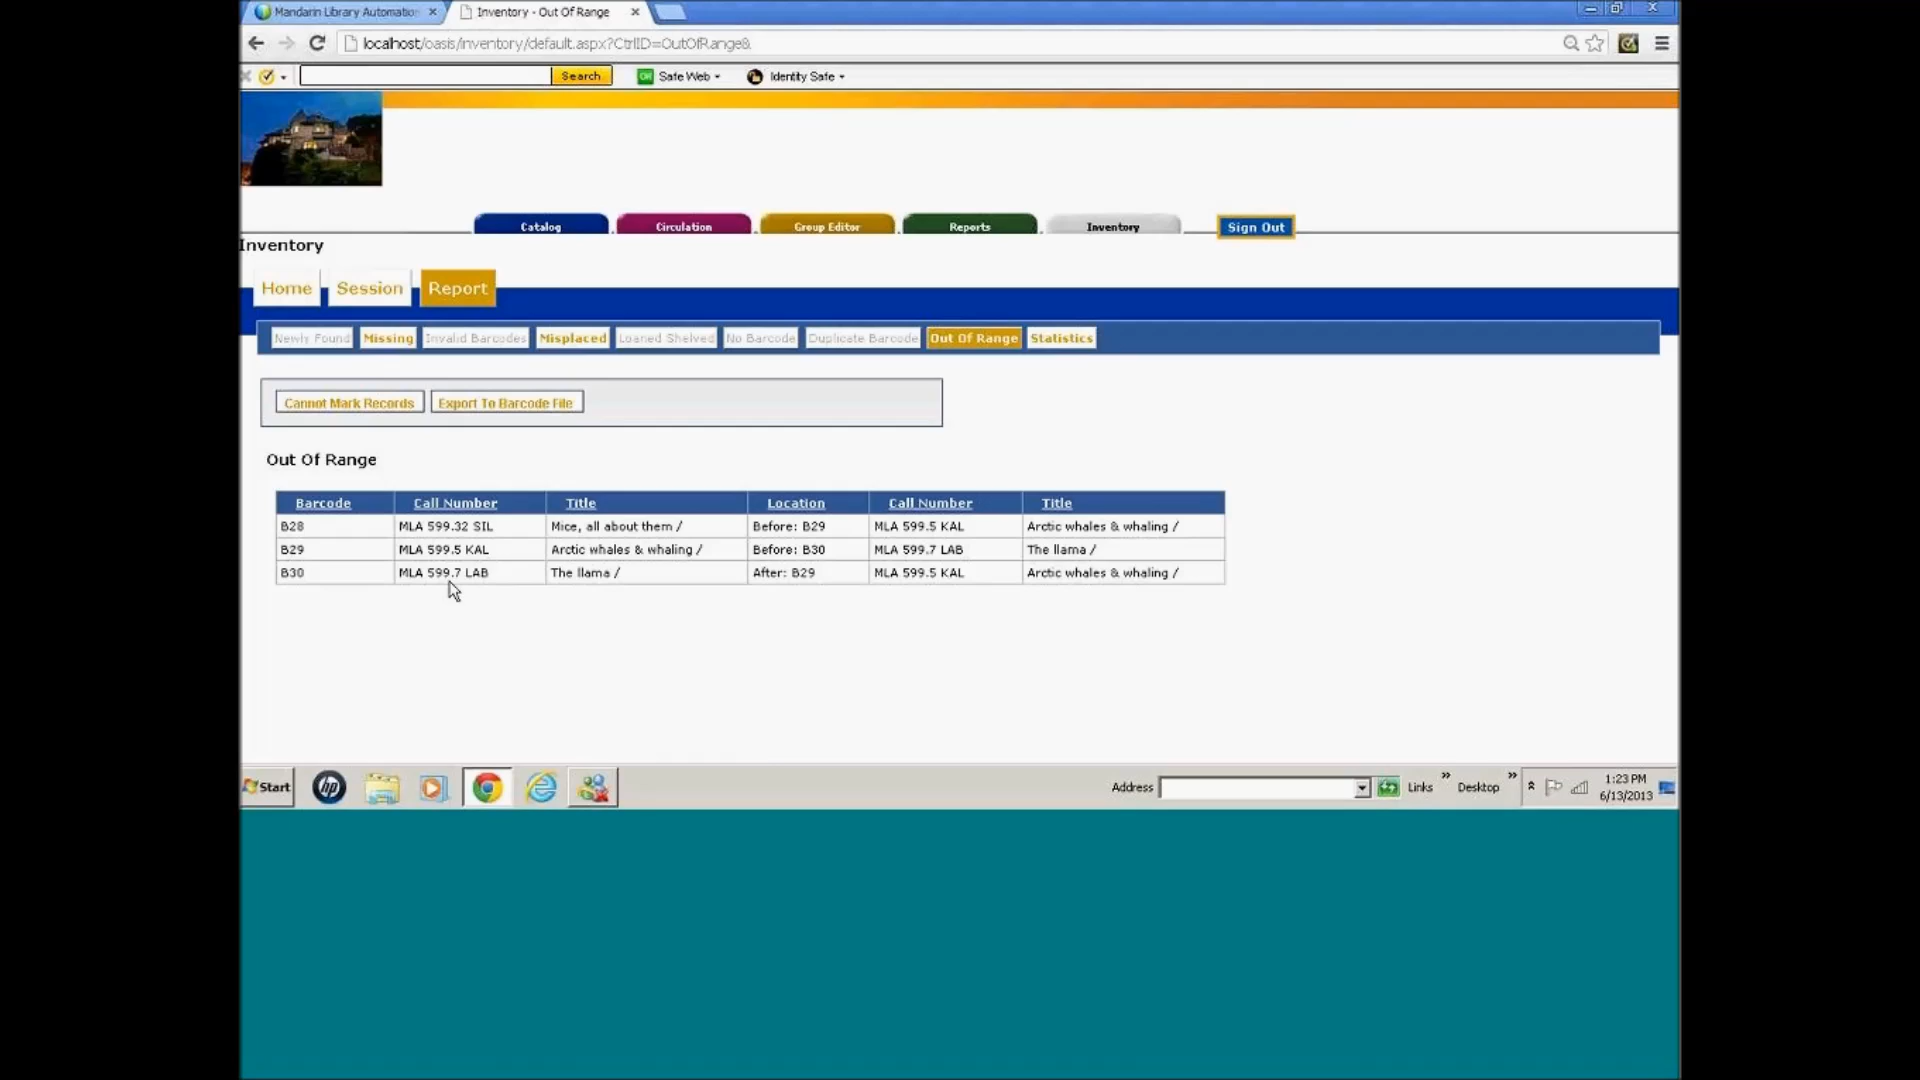 Mandarin Library Automation
Inventory - Out Of Range
localhost/oasis/inventory/default.aspx?CtrlID=OutOfRange&
Search
OK
Safe Web
Identity Safe
Catalog
Circulation
Group Editor
Reports
Inventory
Sign Out
Inventory
Home
Session
Report
Newly Found
Missing
Invalid Barcodes
Misplaced
Loaned Shelved
No Barcode
Duplicate Barcode
Out Of Range
Statistics
Cannot Mark Records
Export To Barcode File
Out Of Range
Barcode Call Number Title Location Call Number Title
B28 MLA 599.32 SIL Mice, all about them / Before: B29 MLA 599.5 KAL Arctic whales & whaling /
B29 MLA 599.5 KAL Arctic whales & whaling / Before: B30 MLA 599.7 LAB The llama /
B30 MLA 599.7 LAB The llama / After: B29 MLA 599.5 KAL Arctic whales & whaling /
Start
hp
Address
Links
Desktop
1:23 PM
6/13/2013